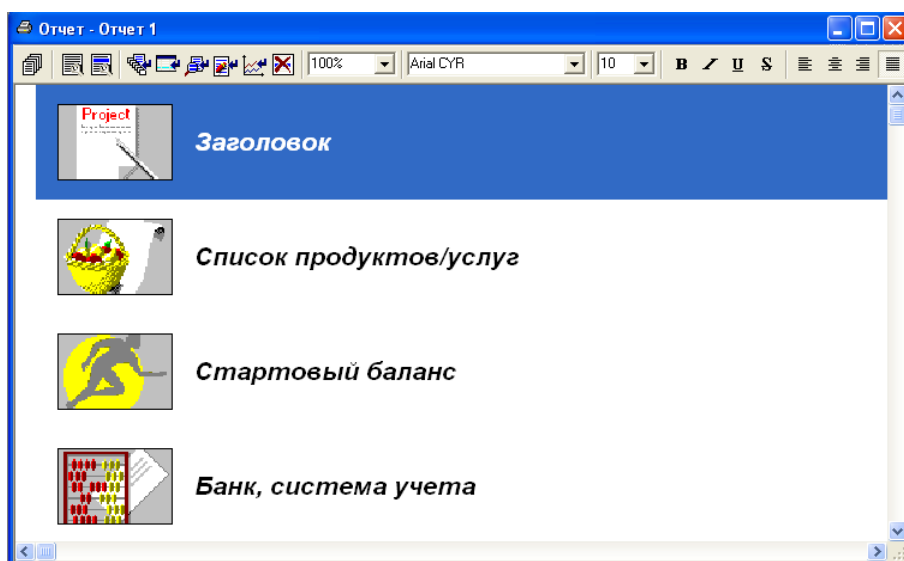 Отчет - Отчет 1
100% Arial CYR 10 B I U S
Project
Заголовок
Список продуктов/услуг
Стартовый баланс
Банк, система учета